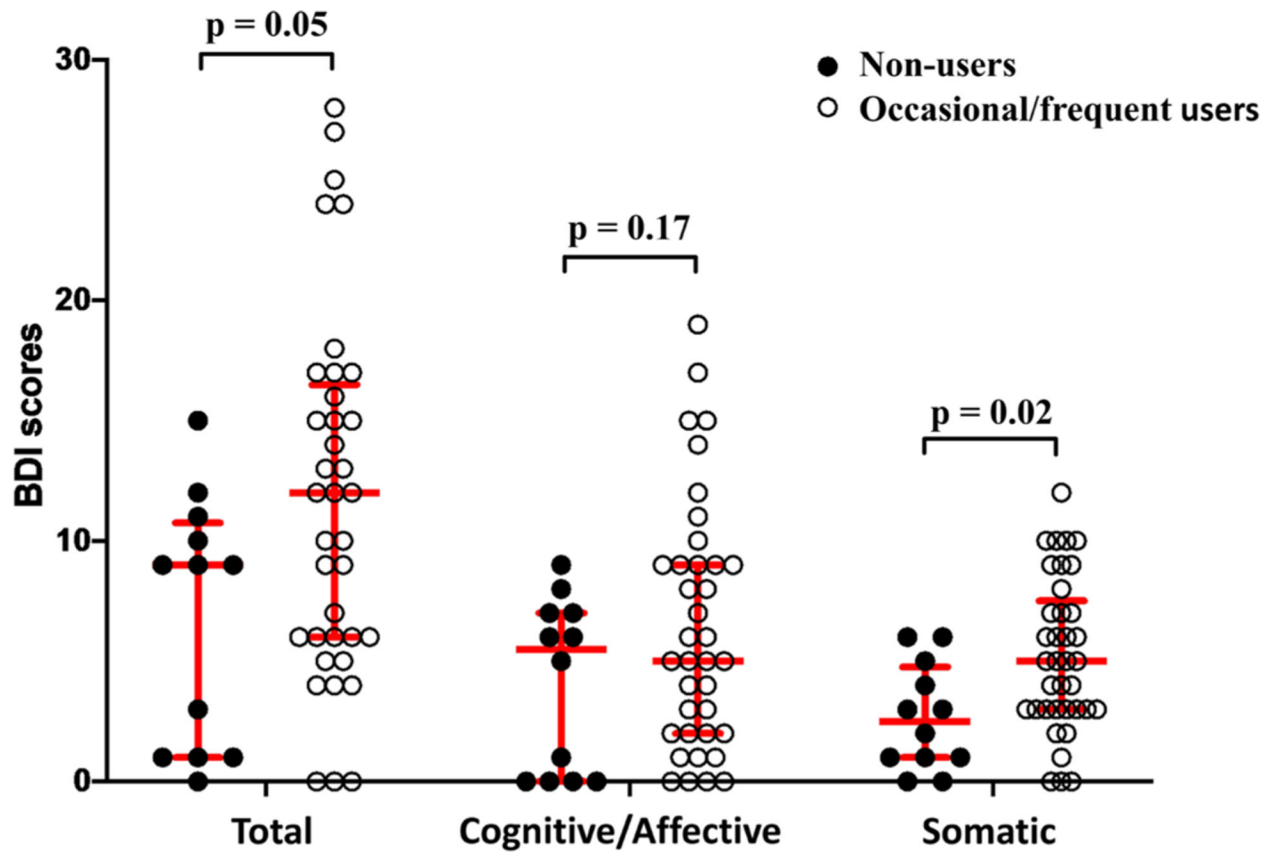 p = 0.05
30
Non-users
Occasional/frequent users
p = 0.17
20
p = 0.02
BDI scores
10
0
Total
Cognitive/Affective
Somatic